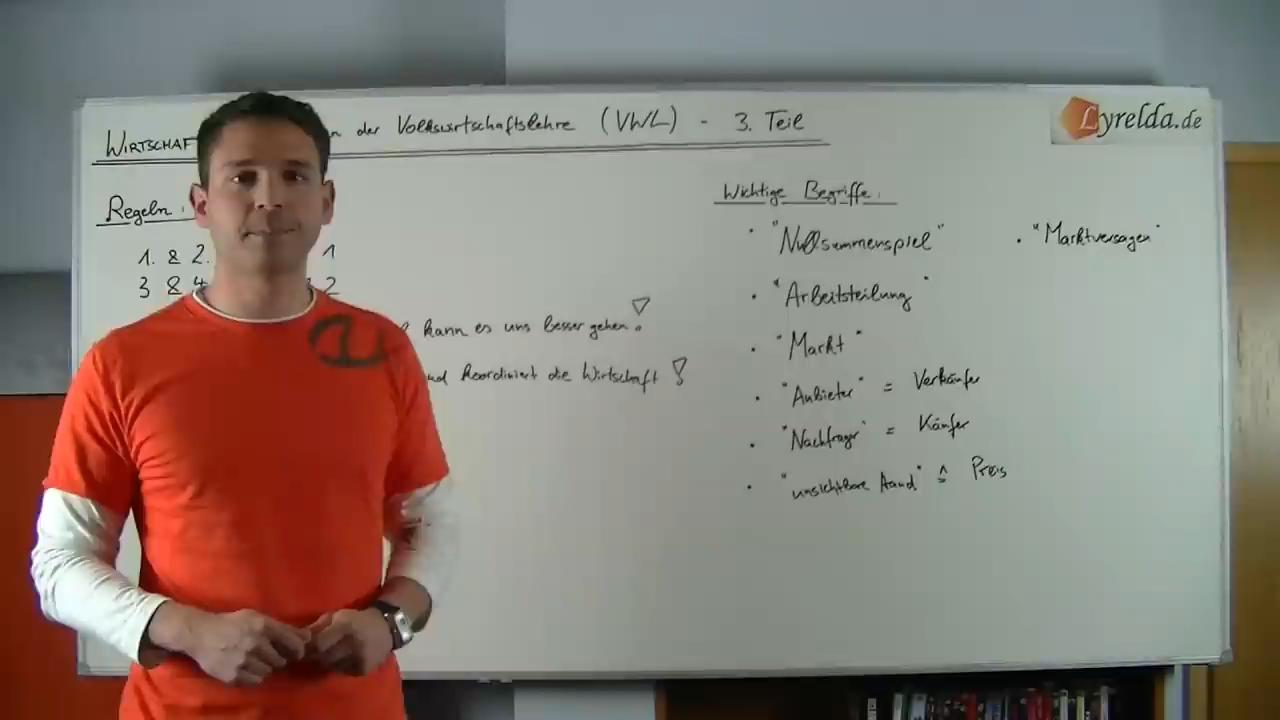 WIRTSCHAF n der Volkswirtschaftslehre (VWL) - 3. Teil
Lyrelda.de
Regeln:
1. & 2. 1
3 & 4 2
kann es uns besser gehen!
und koordiniert die Wirtschaft!
Wichtige Begriffe:
• "Nullsummenspiel"
• "Arbeitsteilung"
• "Markt"
• "Anbieter" = Verkäufer
• "Nachfrager" = Käufer
• "unsichtbare Hand" ≙ Preis
• "Marktversagen"